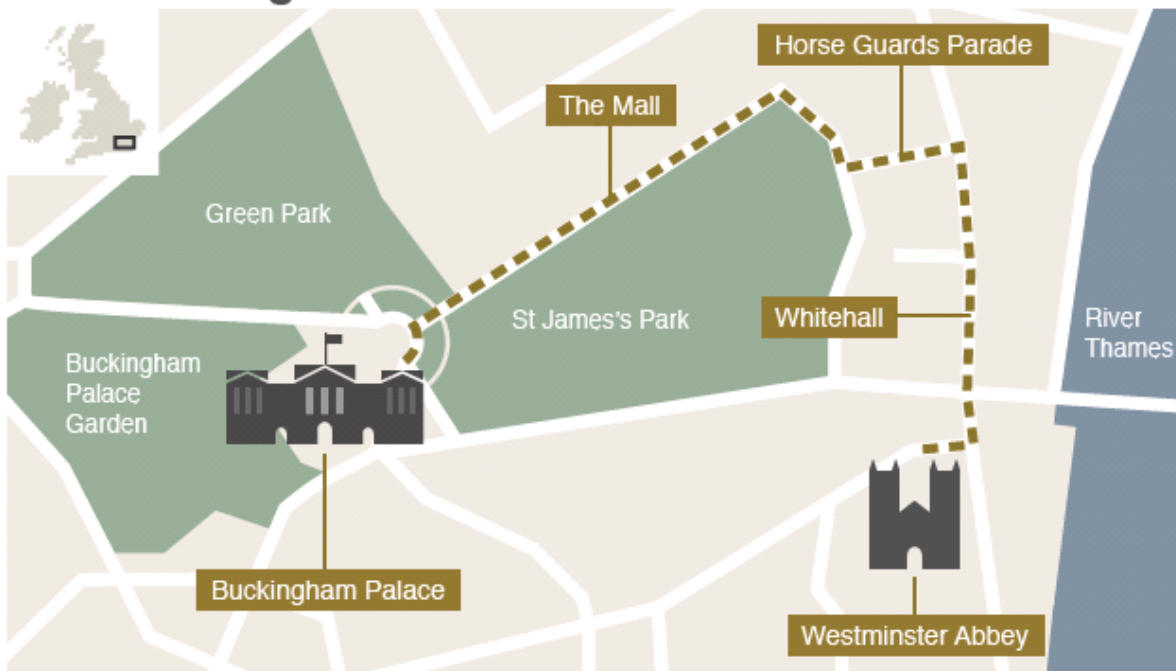 Horse Guards Parade
The Mall
Green Park
St James's Park
Whitehall
River
Thames
Buckingham
Palace
Garden
Buckingham Palace
Westminster Abbey